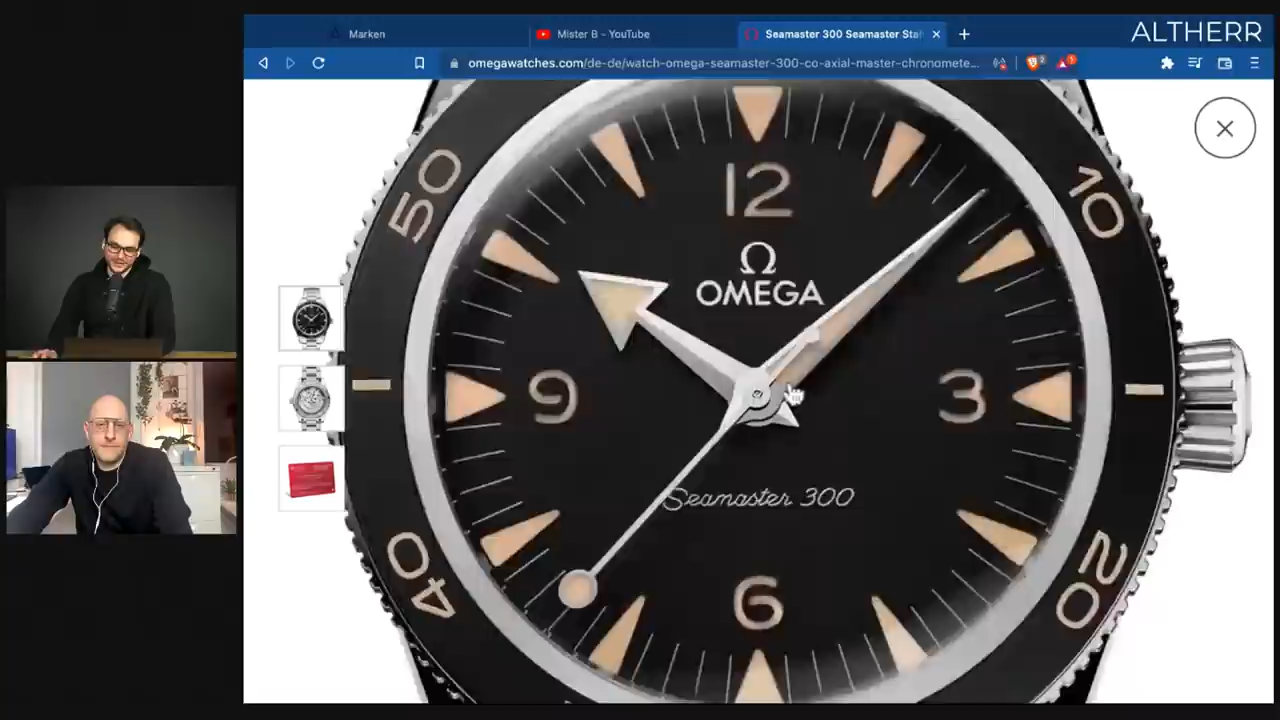 Marken
Mister B - YouTube
Seamaster 300 Seamaster Sta
ALTHERR
omegawatches.com/de-de/watch-omega-seamaster-300-co-axial-master-chronomete...
50
10
12
Ω
OMEGA
9
3
Seamaster 300
40
20
6